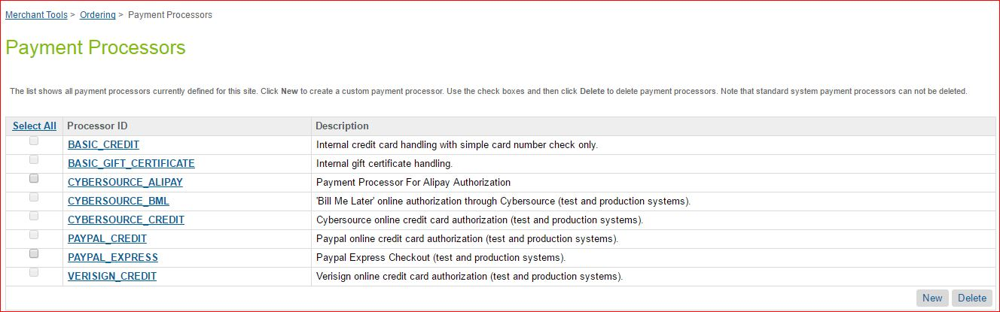 Merchant Tools > Ordering > Payment Processors
Payment Processors
The list shows all payment processors currently defined for this site. Click New to create a custom payment processor. Use the check boxes and then click Delete to delete payment processors. Note that standard system payment processors can not be deleted.
Select All Processor ID Description
BASIC_CREDIT Internal credit card handling with simple card number check only.
BASIC_GIFT_CERTIFICATE Internal gift certificate handling.
CYBERSOURCE_ALIPAY Payment Processor For Alipay Authorization
CYBERSOURCE_BML 'Bill Me Later' online authorization through Cybersource (test and production systems).
CYBERSOURCE_CREDIT Cybersource online credit card authorization (test and production systems).
PAYPAL_CREDIT Paypal online credit card authorization (test and production systems).
PAYPAL_EXPRESS Paypal Express Checkout (test and production systems).
VERISIGN_CREDIT Verisign online credit card authorization (test and production systems).
New Delete